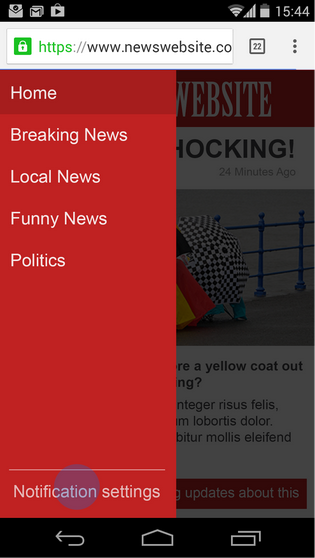 15:44
https://www.newswebsite.co
22
Home
WEBSITE
Breaking News
HOCKING!
24 Minutes Ago
Local News
Funny News
Politics
re a yellow coat out
ing?
nteger risus felis,
m lobortis dolor.
bitur mollis eleifend
Notification settings
g updates about this